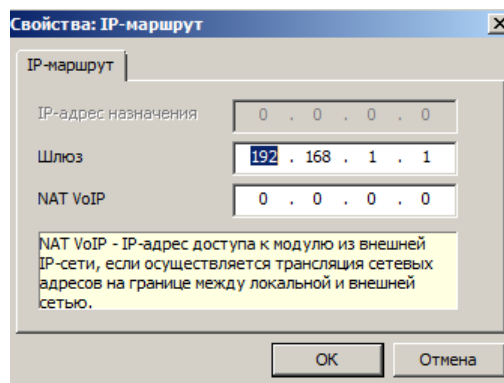 Свойства: IP-маршрут
IP-маршрут
IP-адрес назначения 0 . 0 . 0 . 0
Шлюз 192 . 168 . 1 . 1
NAT VoIP 0 . 0 . 0 . 0
NAT VoIP - IP-адрес доступа к модулю из внешней
IP-сети, если осуществляется трансляция сетевых
адресов на границе между локальной и внешней
сетью.
OK Отмена